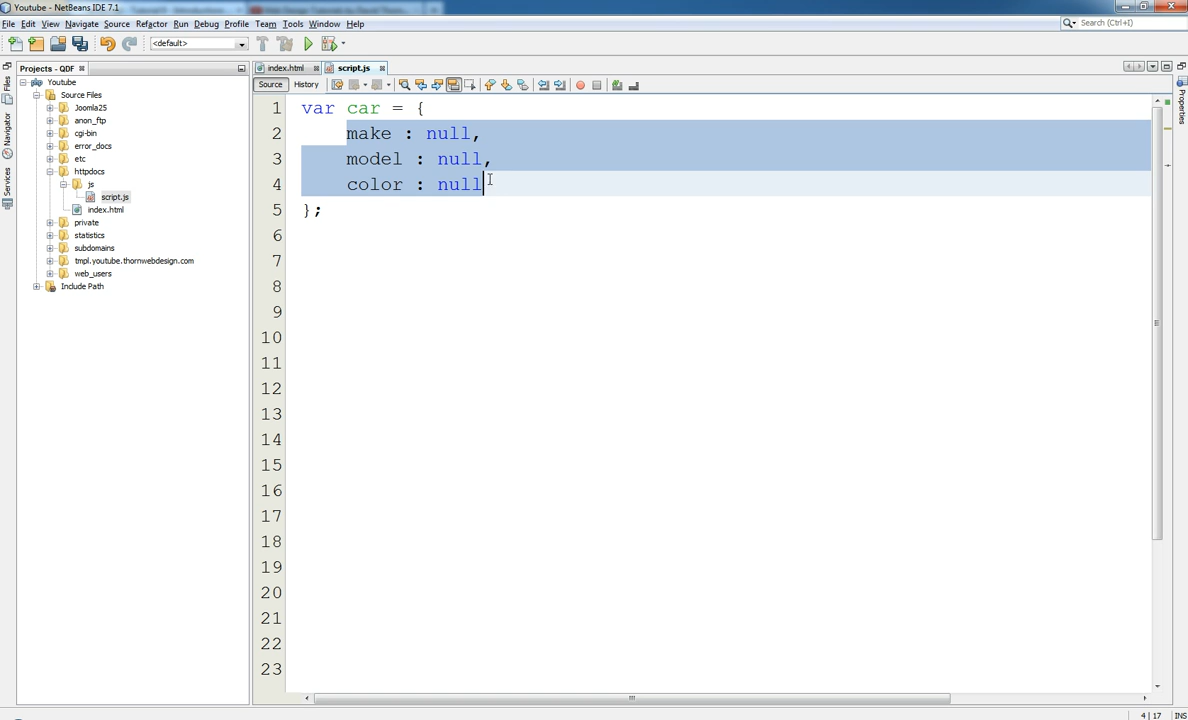 Youtube - NetBeans IDE 7.1
File Edit View Navigate Source Refactor Run Debug Profile Team Tools Window Help
Search (Ctrl+I)
<default>
Projects - QDF
index.html script.js
Source History
Files
Navigator
Services
Properties
Youtube
Source Files
Joomla25
anon_ftp
cgi-bin
error_docs
etc
httpdocs
js
script.js
index.html
private
statistics
subdomains
tmpl.youtube.thornwebdesign.com
web_users
Include Path
1 var car = {
2 make : null,
3 model : null,
4 color : null
5 };
6
7
8
9
10
11
12
13
14
15
16
17
18
19
20
21
22
23
4 | 17 INS